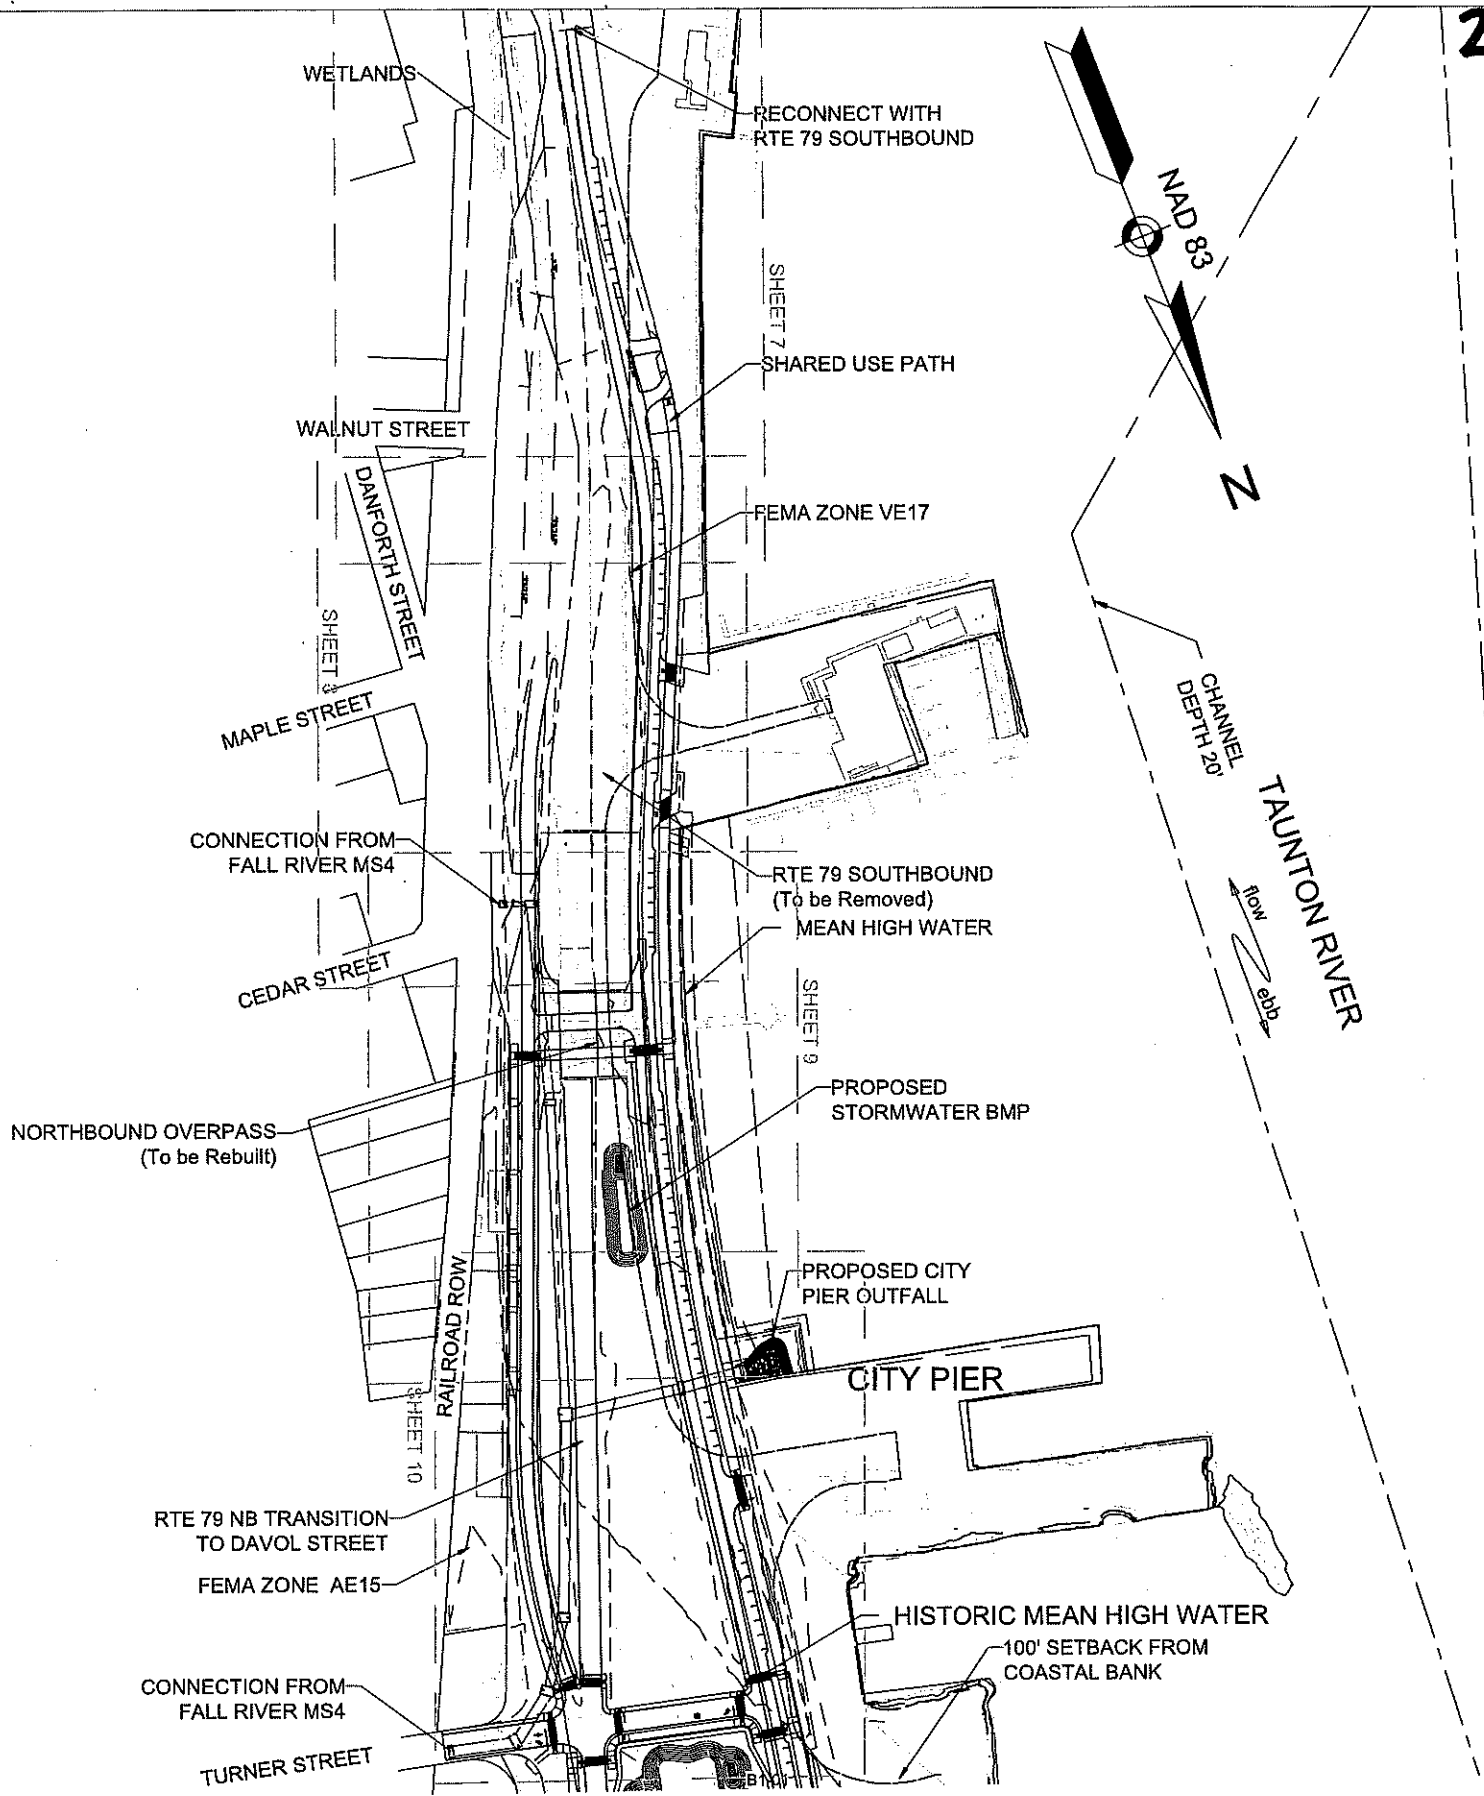 2
WETLANDS
RECONNECT WITH
RTE 79 SOUTHBOUND
NAD 83
N
SHEET 7
SHARED USE PATH
WALNUT STREET
DANFORTH STREET
FEMA ZONE VE17
SHEET 8
MAPLE STREET
CHANNEL
DEPTH 20'
TAUNTON RIVER
flow
ebb
CONNECTION FROM
FALL RIVER MS4
RTE 79 SOUTHBOUND
(To be Removed)
MEAN HIGH WATER
CEDAR STREET
SHEET 9
PROPOSED
STORMWATER BMP
NORTHBOUND OVERPASS
(To be Rebuilt)
PROPOSED CITY
PIER OUTFALL
RAILROAD ROW
CITY PIER
SHEET 10
RTE 79 NB TRANSITION
TO DAVOL STREET
FEMA ZONE AE15
HISTORIC MEAN HIGH WATER
100' SETBACK FROM
COASTAL BANK
CONNECTION FROM
FALL RIVER MS4
TURNER STREET